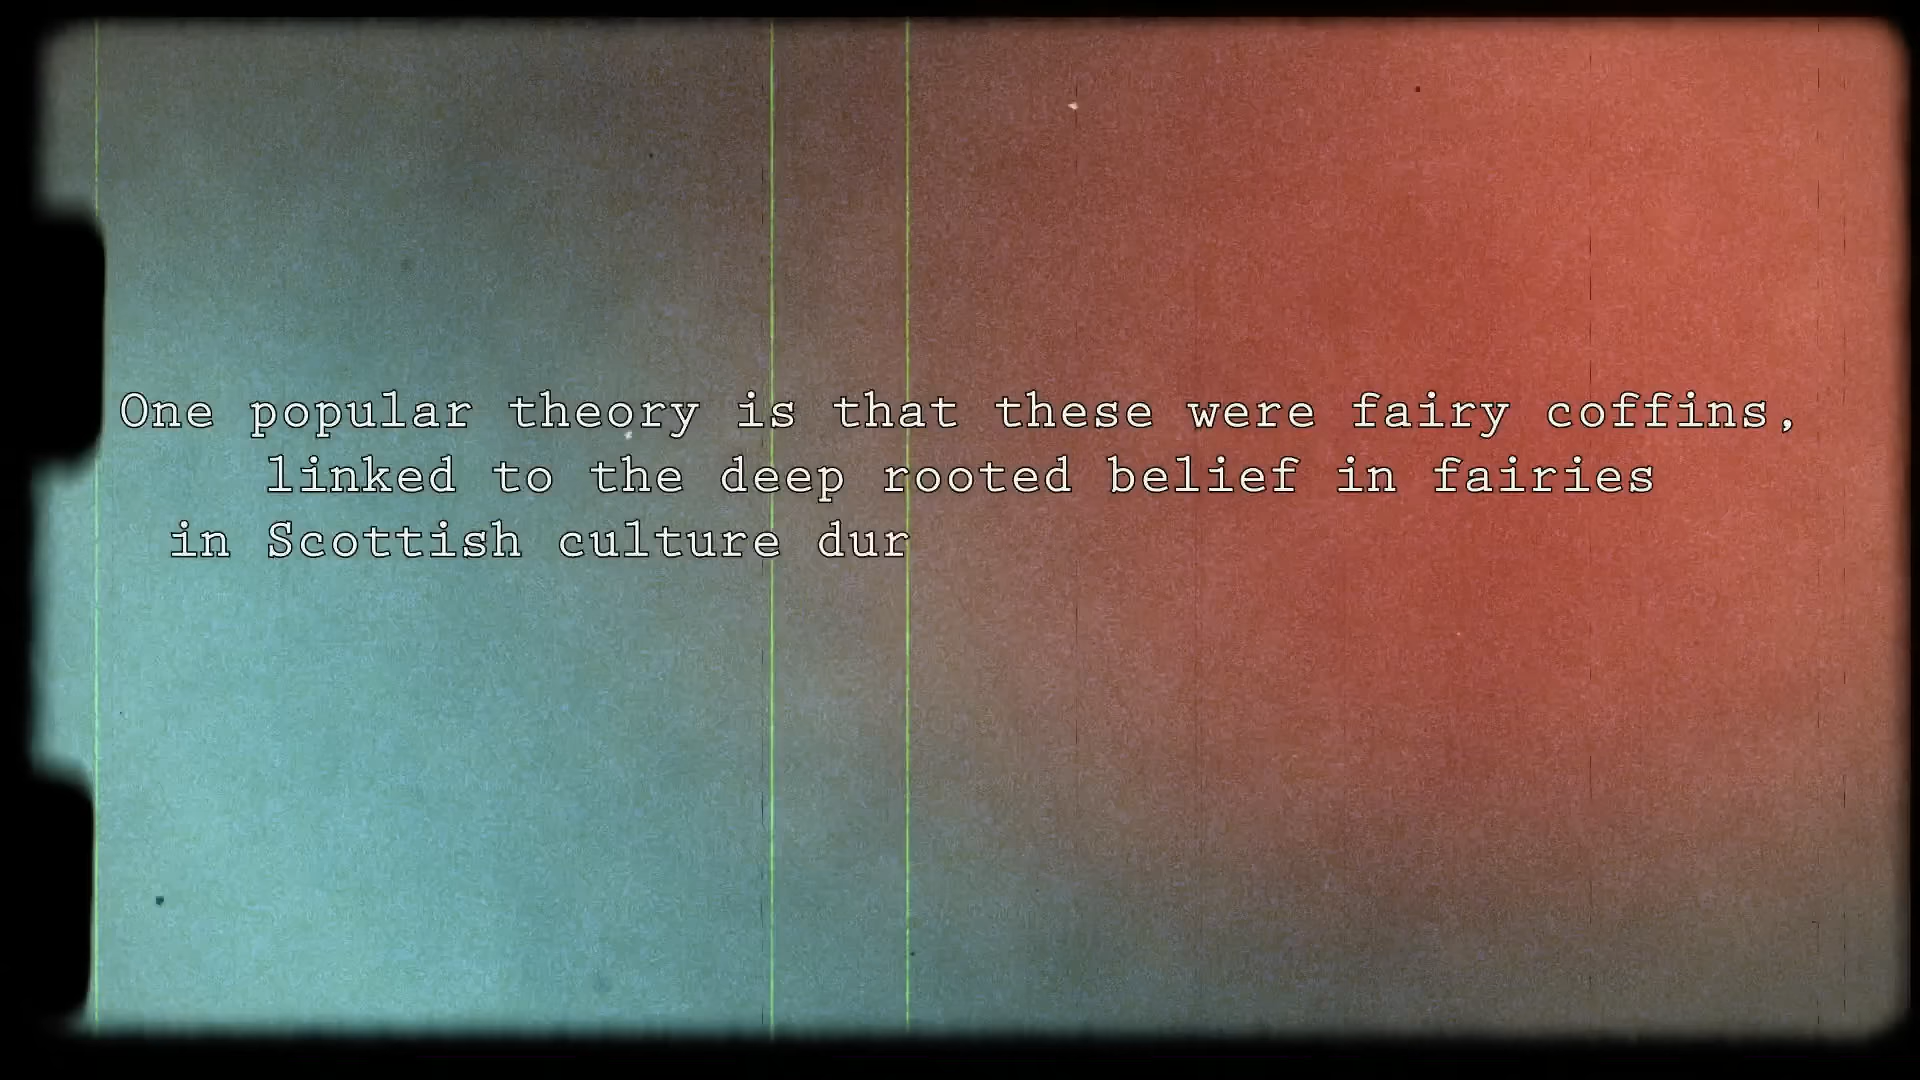 One popular theory is that these were fairy coffins,
linked to the deep rooted belief in fairies
in Scottish culture dur